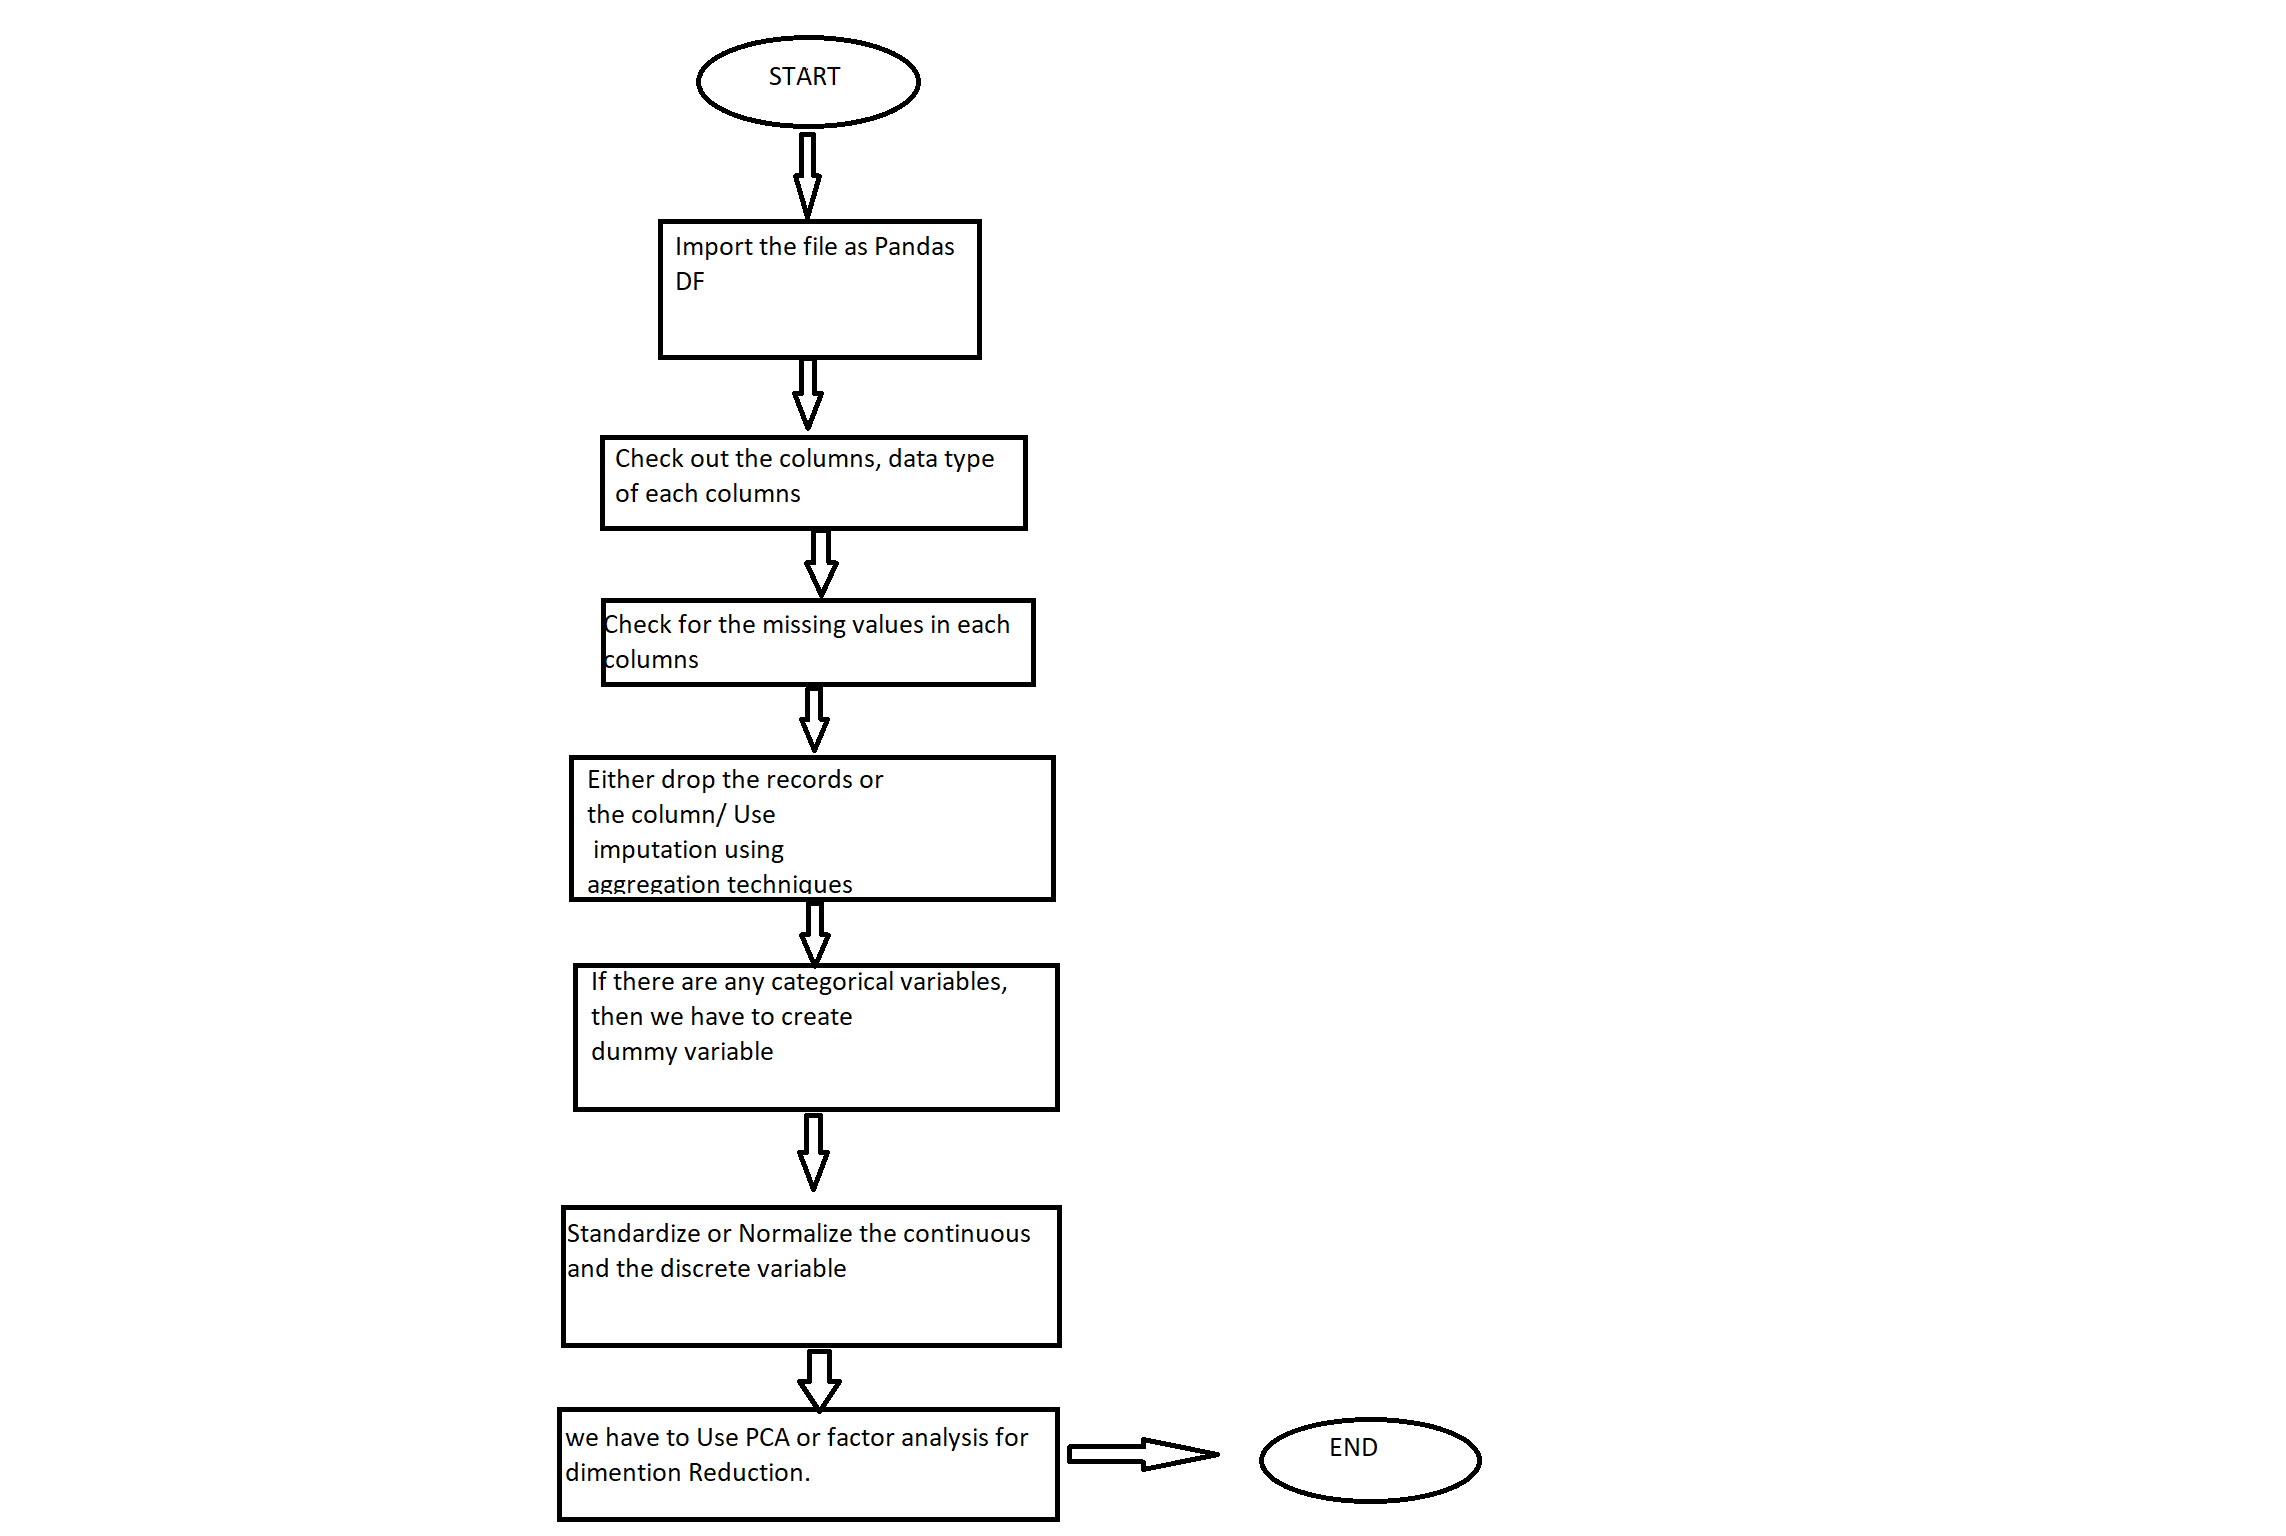 START
Import the file as Pandas
DF
Check out the columns, data type
of each columns
Check for the missing values in each
columns
Either drop the records or
the column/ Use
imputation using
aggregation techniques
If there are any categorical variables,
then we have to create
dummy variable
Standardize or Normalize the continuous
and the discrete variable
we have to Use PCA or factor analysis for
dimention Reduction.
END